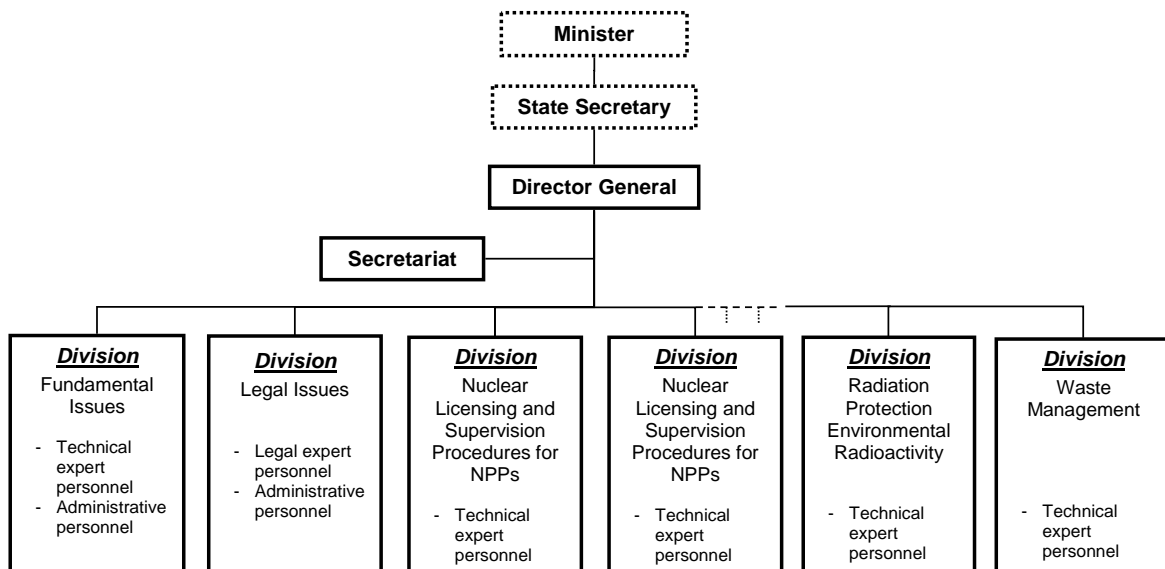 Minister
State Secretary
Director General
Secretariat
Division
Fundamental
Issues
- Technical
expert
personnel
- Administrative
personnel
Division
Legal Issues
- Legal expert
personnel
- Administrative
personnel
Division
Nuclear
Licensing and
Supervision
Procedures for
NPPs
- Technical
expert
personnel
Division
Nuclear
Licensing and
Supervision
Procedures for
NPPs
- Technical
expert
personnel
Division
Radiation
Protection
Environmental
Radioactivity
- Technical
expert
personnel
Division
Waste
Management
- Technical
expert
personnel